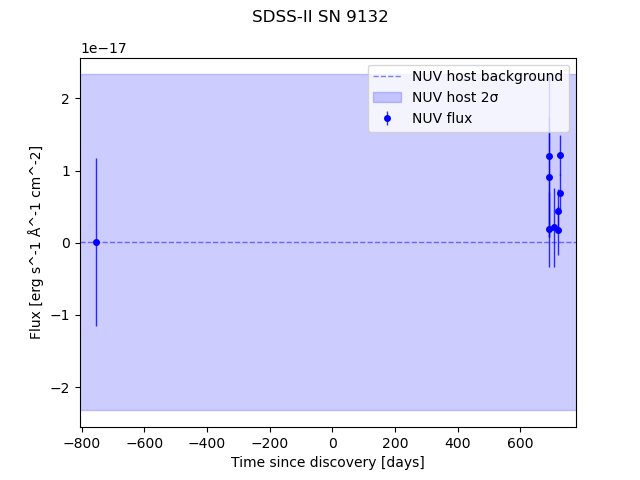 SDSS-II SN 9132
1e−17
NUV host background
NUV host 2σ
NUV flux
2
1
0
−1
−2
Flux [erg s^-1 Å^-1 cm^-2]
−800 −600 −400 −200 0 200 400 600
Time since discovery [days]